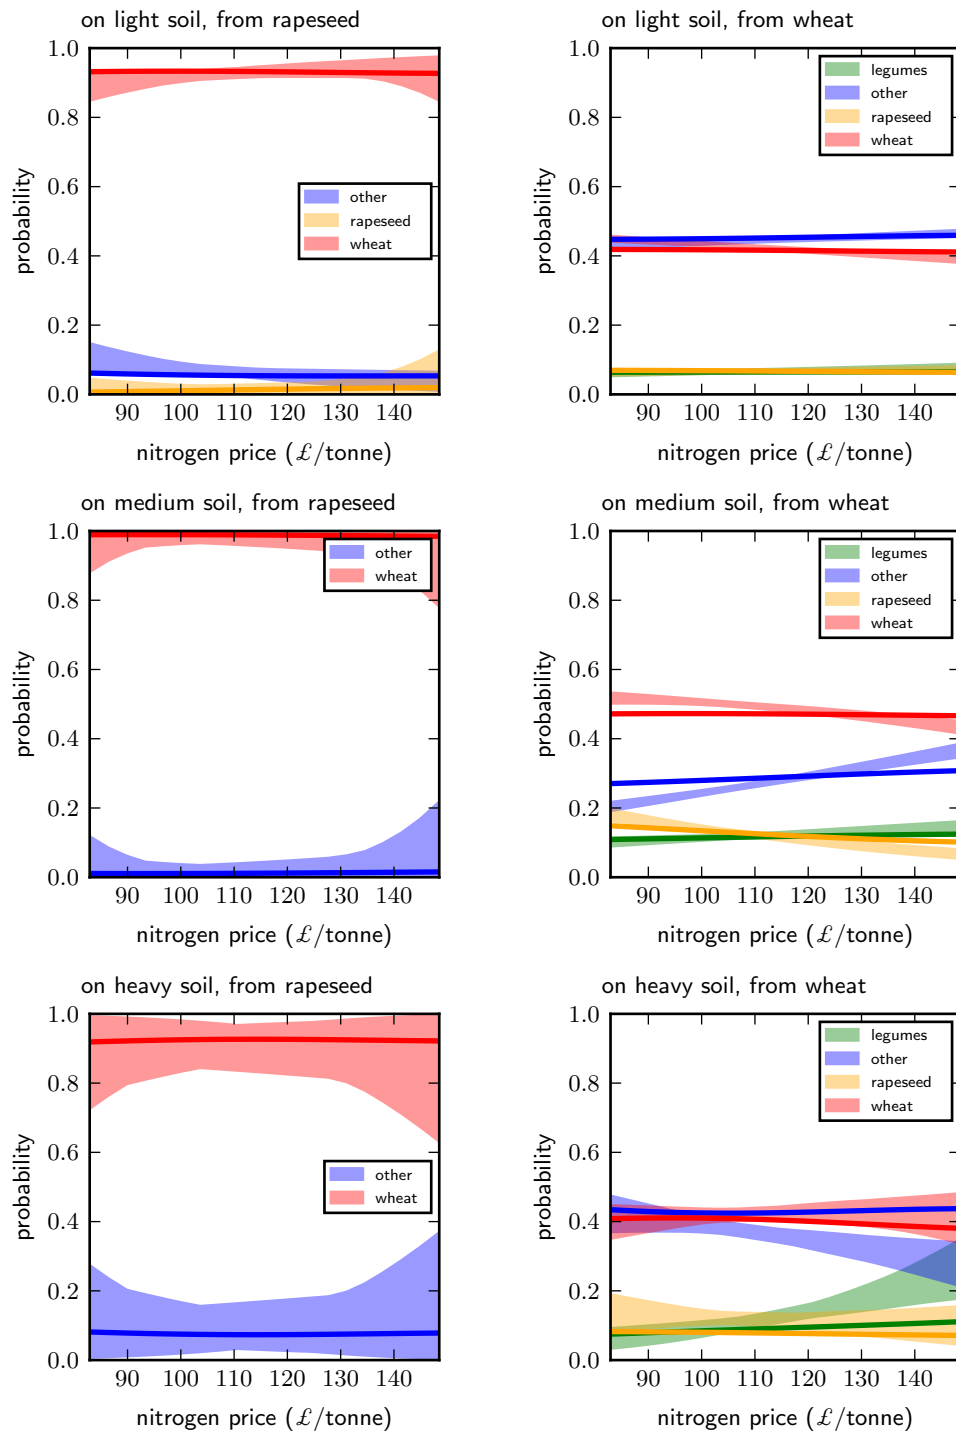 on light soil, from rapeseed
1.0
0.8
0.6
0.4
0.2
0.0
probability
other
rapeseed
wheat
90 100 110 120 130 140
nitrogen price (£/tonne)
on light soil, from wheat
1.0
0.8
0.6
0.4
0.2
0.0
probability
legumes
other
rapeseed
wheat
90 100 110 120 130 140
nitrogen price (£/tonne)
on medium soil, from rapeseed
1.0
0.8
0.6
0.4
0.2
0.0
probability
other
wheat
90 100 110 120 130 140
nitrogen price (£/tonne)
on medium soil, from wheat
1.0
0.8
0.6
0.4
0.2
0.0
probability
legumes
other
rapeseed
wheat
90 100 110 120 130 140
nitrogen price (£/tonne)
on heavy soil, from rapeseed
1.0
0.8
0.6
0.4
0.2
0.0
probability
other
wheat
90 100 110 120 130 140
nitrogen price (£/tonne)
on heavy soil, from wheat
1.0
0.8
0.6
0.4
0.2
0.0
probability
legumes
other
rapeseed
wheat
90 100 110 120 130 140
nitrogen price (£/tonne)